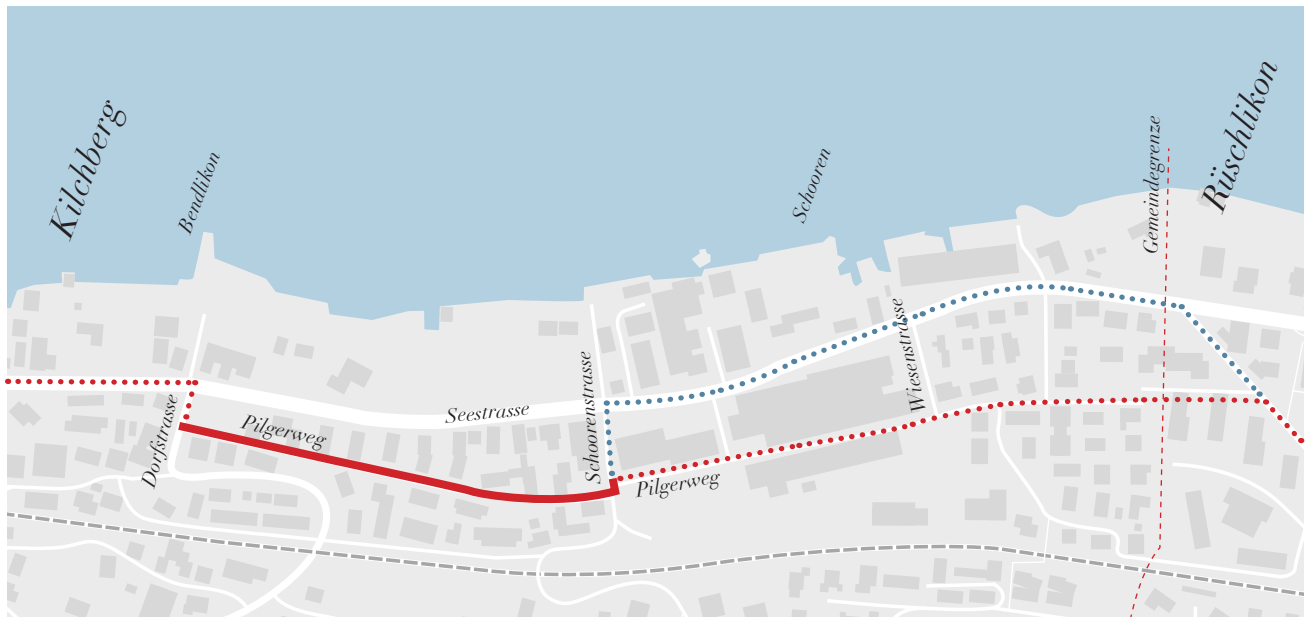 Kilchberg
Bendlikon
Schooren
Gemeindegrenze
Rüschlikon
Dorfstrasse
Pilgerweg
Seestrasse
Schoorenstrasse
Pilgerweg
Wiesenstrasse